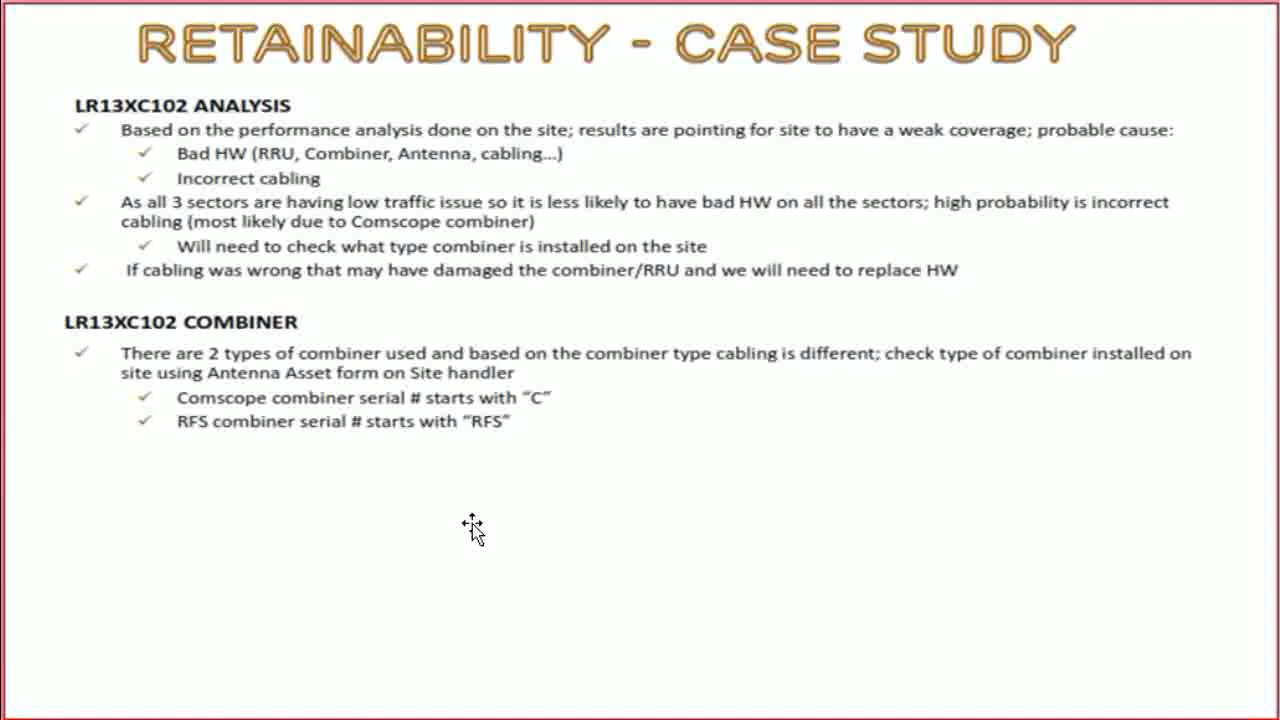 RETAINABILITY - CASE STUDY
LR13XC102 ANALYSIS
Based on the performance analysis done on the site; results are pointing for site to have a weak coverage; probable cause:
Bad HW (RRU, Combiner, Antenna, cabling...)
Incorrect cabling
As all 3 sectors are having low traffic issue so it is less likely to have bad HW on all the sectors; high probability is incorrect
cabling (most likely due to Comscope combiner)
Will need to check what type combiner is installed on the site
If cabling was wrong that may have damaged the combiner/RRU and we will need to replace HW
LR13XC102 COMBINER
There are 2 types of combiner used and based on the combiner type cabling is different; check type of combiner installed on
site using Antenna Asset form on Site handler
Comscope combiner serial # starts with “C”
RFS combiner serial # starts with “RFS”